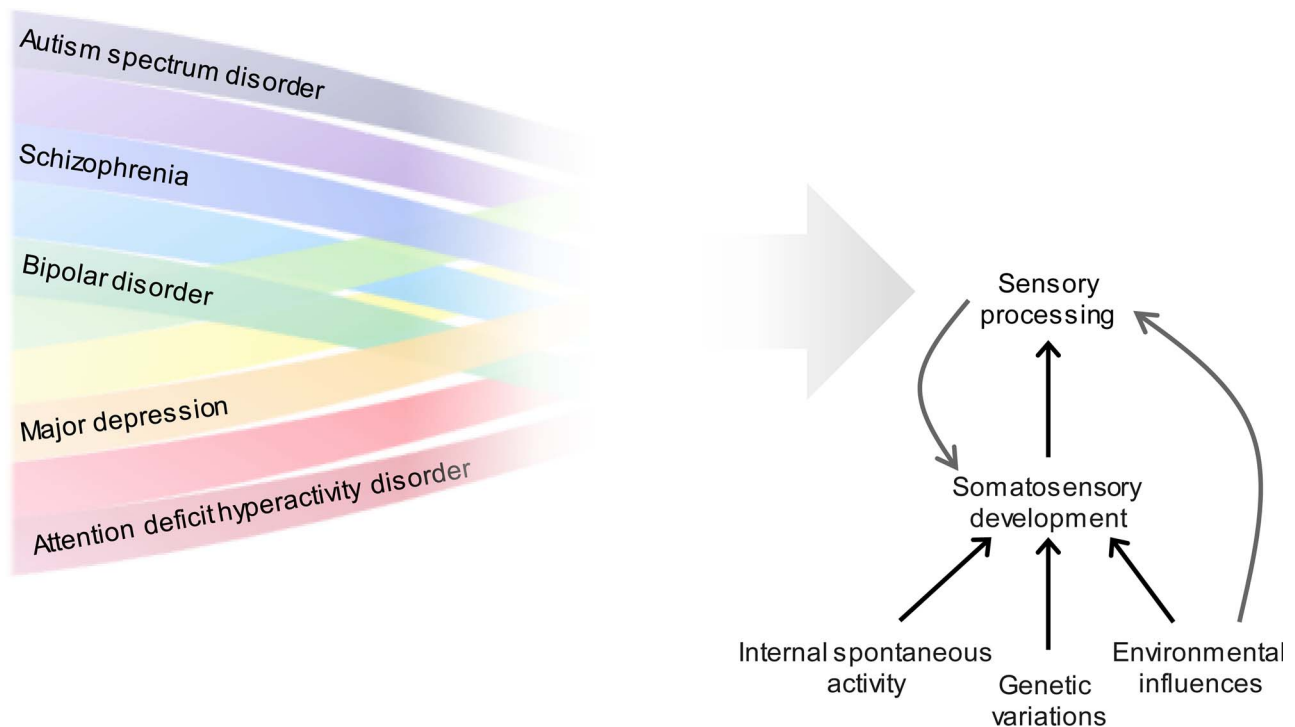 Autism spectrum disorder
Schizophrenia
Bipolar disorder
Major depression
Attention deficit hyperactivity disorder
Sensory
processing
Somatosensory
development
Internal spontaneous
activity
Genetic
variations
Environmental
influences